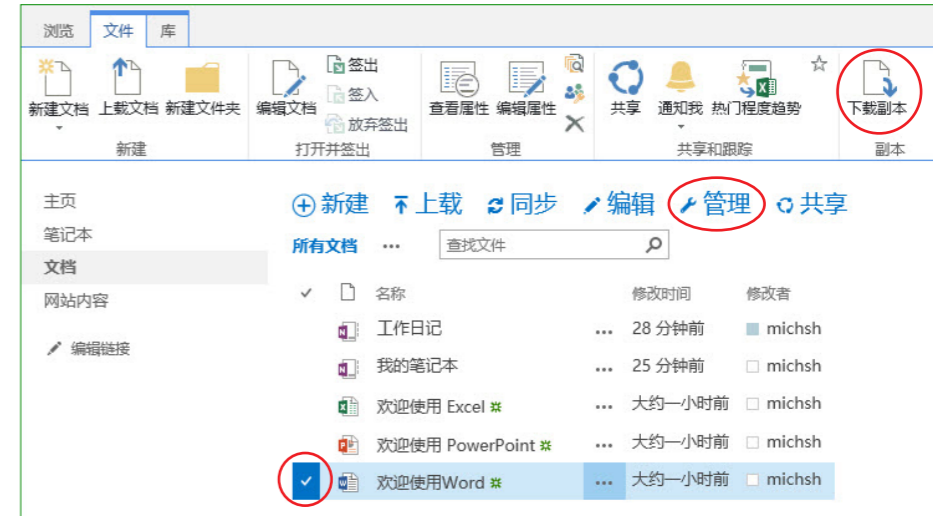 浏览 文件 库
签出
签入
放弃签出
新建文档 上载文档 新建文件夹 编辑文档 查看属性 编辑属性 共享 通知我 热门程度趋势 下载副本
新建 打开并签出 管理 共享和跟踪 副本
主页
笔记本
文档
网站内容
编辑链接
新建 上载 同步 编辑 管理 共享
所有文档 ... 查找文件
名称 修改时间 修改者
工作日记 ... 28 分钟前 michsh
我的笔记本 ... 25 分钟前 michsh
欢迎使用 Excel ... 大约一小时前 michsh
欢迎使用 PowerPoint ... 大约一小时前 michsh
欢迎使用Word ... 大约一小时前 michsh